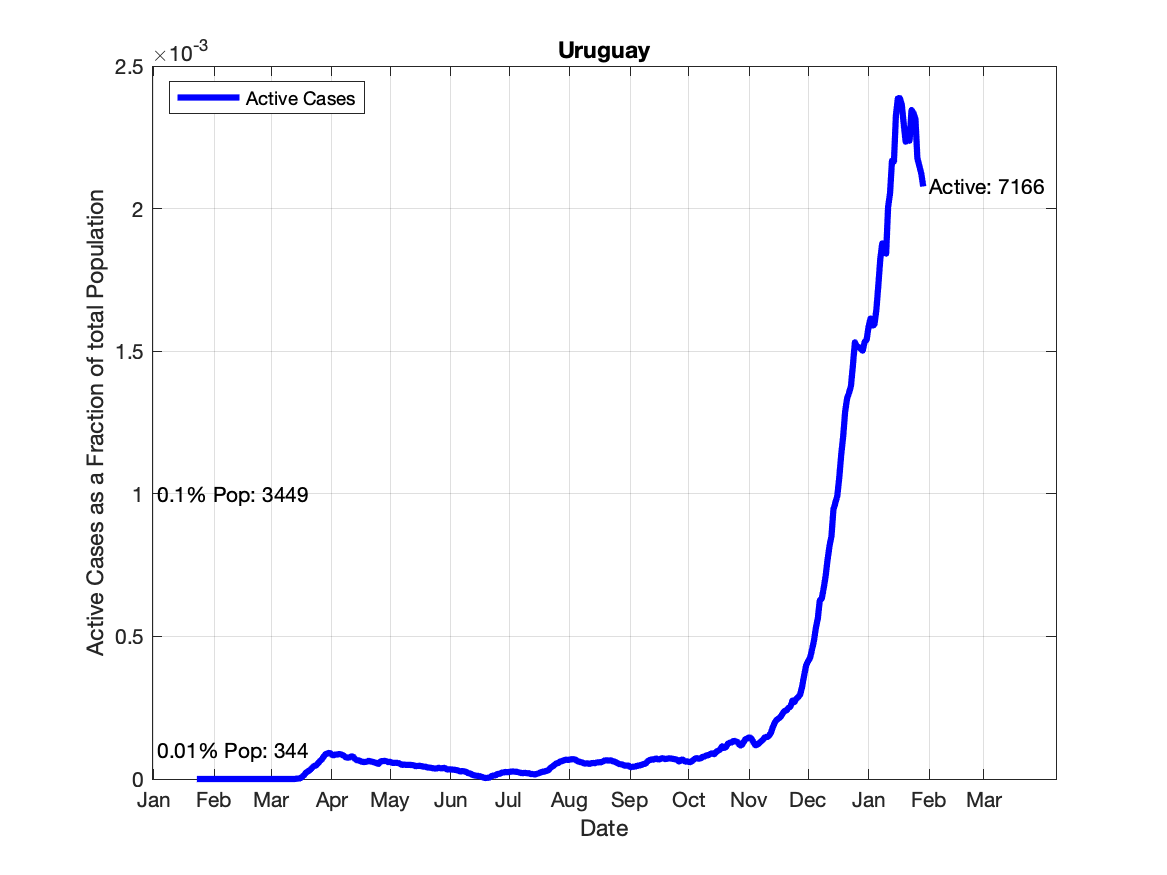 Uruguay
×10-3
2.5
2
1.5
1
0.5
0
Active Cases
Active: 7166
0.1% Pop: 3449
0.01% Pop: 344
Active Cases as a Fraction of total Population
Jan Feb Mar Apr May Jun Jul Aug Sep Oct Nov Dec Jan Feb Mar
Date